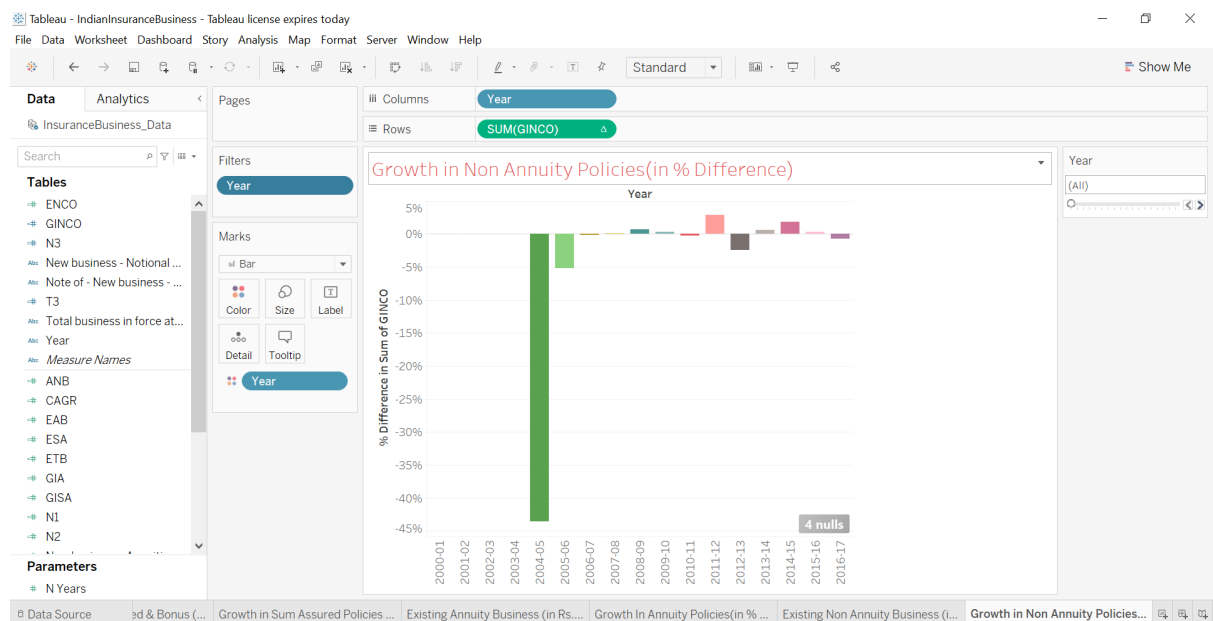 Tableau - IndianInsuranceBusiness - Tableau license expires today
File Data Worksheet Dashboard Story Analysis Map Format Server Window Help
Standard
Show Me
Data Analytics
InsuranceBusiness_Data
Search
Tables
ENCO
GINCO
N3
Abc New business - Notional ...
Abc Note of - New business - ...
T3
Abc Total business in force at...
Abc Year
Abc Measure Names
ANB
CAGR
EAB
ESA
ETB
GIA
GISA
N1
N2
Parameters
N Years
Pages
Filters
Year
Marks
Bar
Color Size Label
Detail Tooltip
Year
Columns Year
Rows SUM(GINCO)
Growth in Non Annuity Policies(in % Difference)
Year
% Difference in Sum of GINCO
5%
0%
-5%
-10%
-15%
-20%
-25%
-30%
-35%
-40%
-45%
4 nulls
2000-01
2001-02
2002-03
2003-04
2004-05
2005-06
2006-07
2007-08
2008-09
2009-10
2010-11
2011-12
2012-13
2013-14
2014-15
2015-16
2016-17
Year
(All)
Data Source ed & Bonus (... Growth in Sum Assured Policies ... Existing Annuity Business (in Rs.... Growth In Annuity Policies(in % ... Existing Non Annuity Business (i... Growth in Non Annuity Policies...